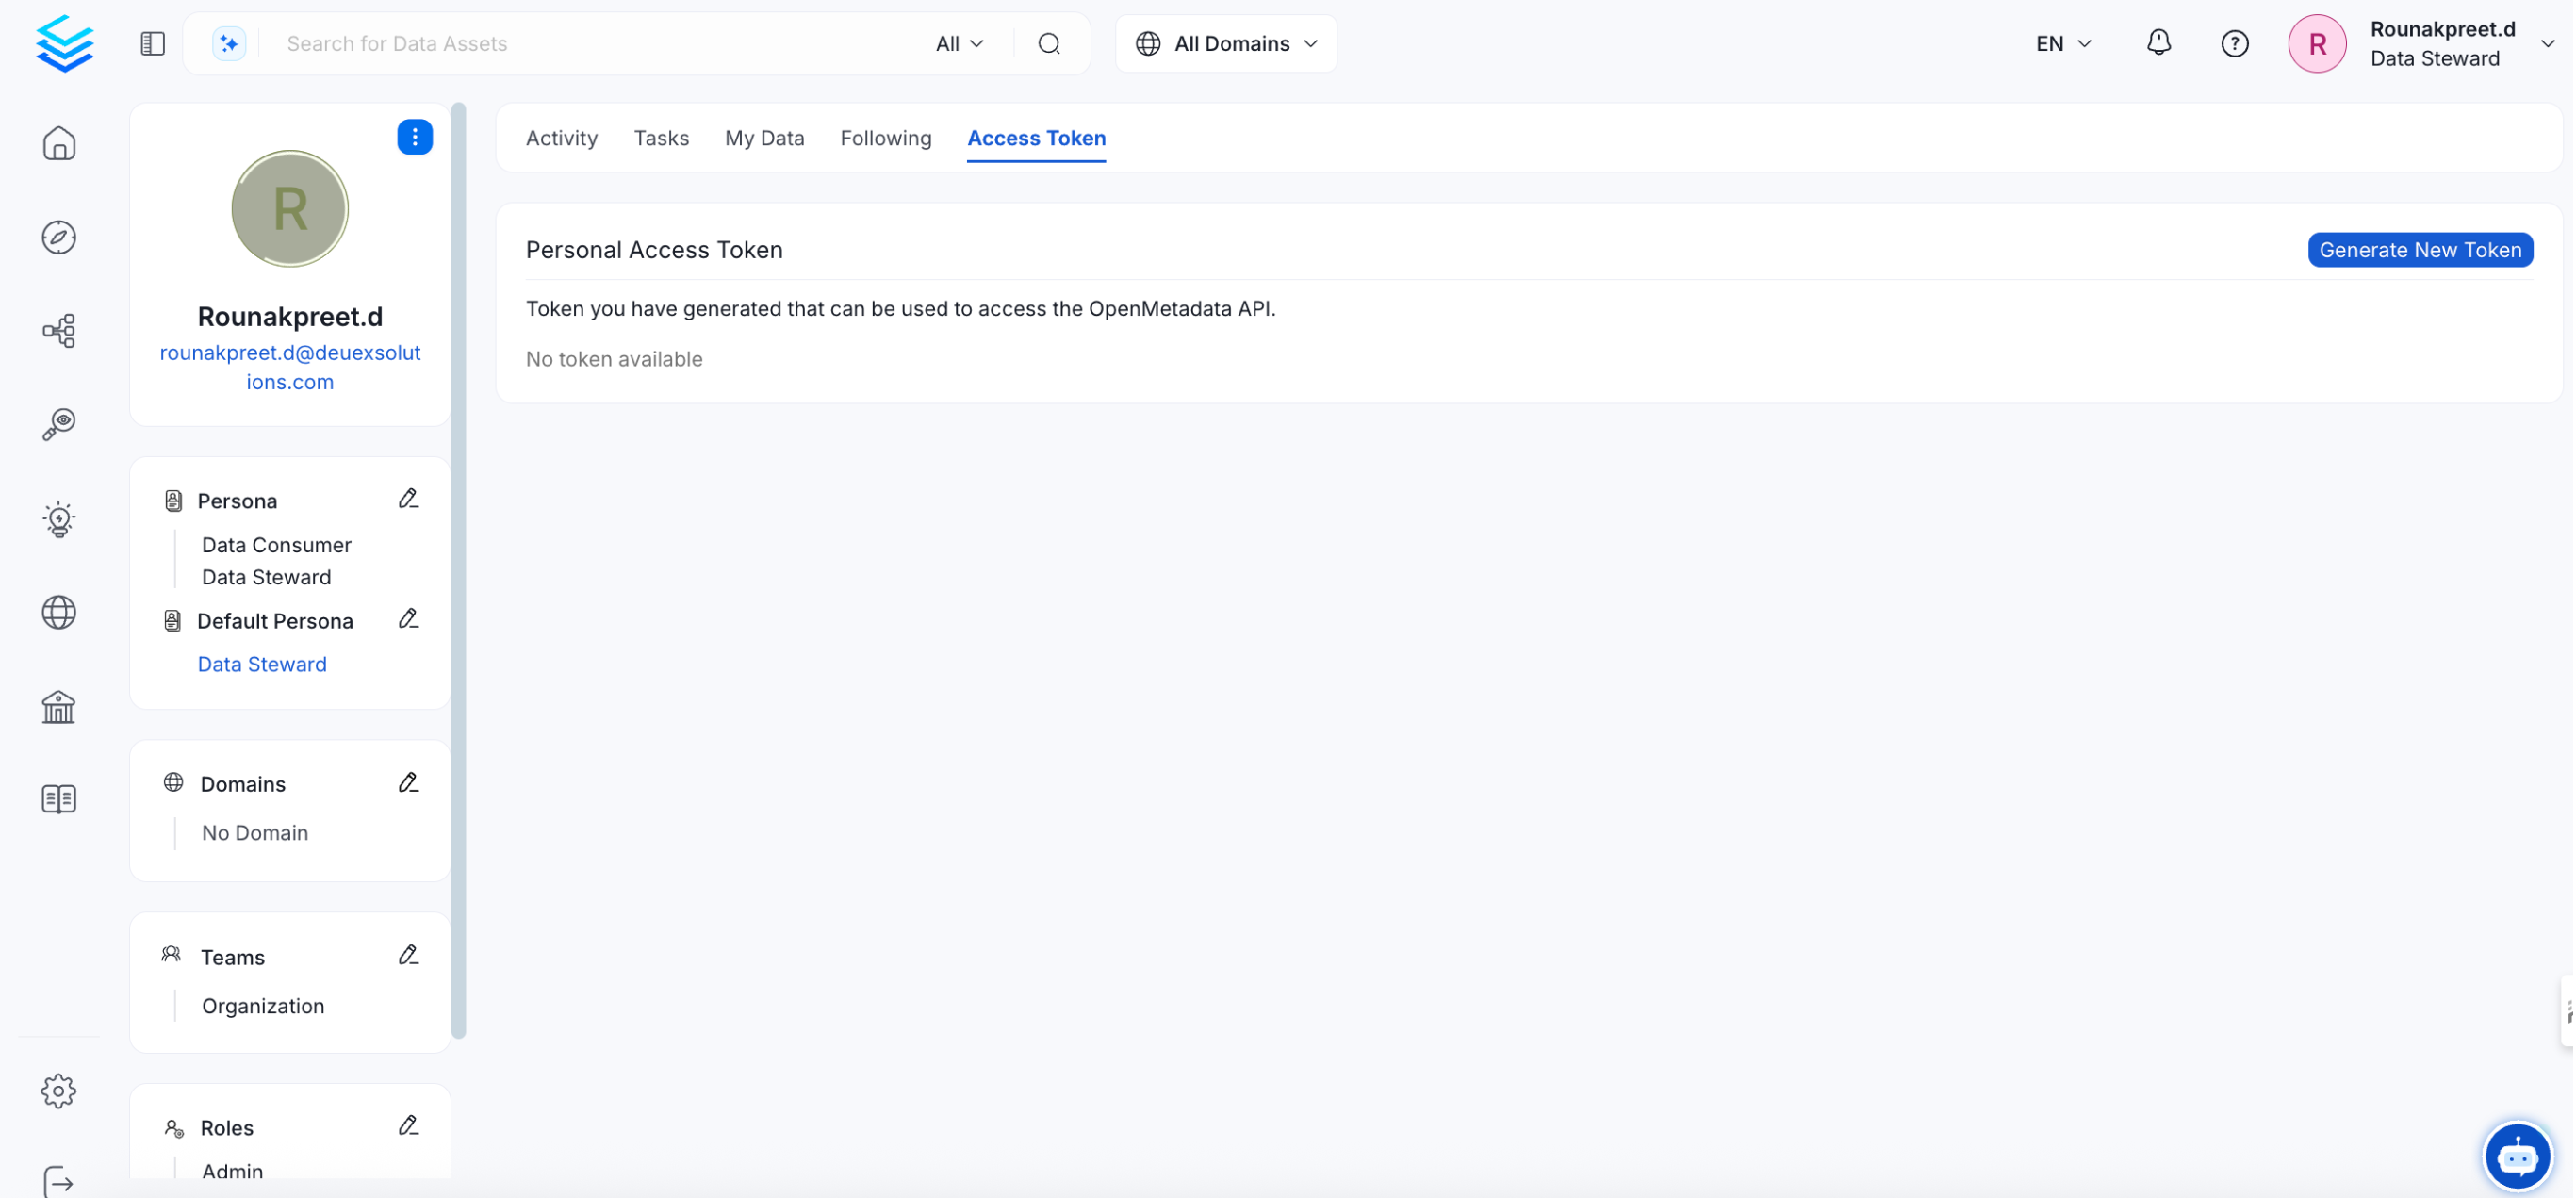 Search for Data Assets
All
All Domains
EN
R
Rounakpreet.d
Data Steward
R
Rounakpreet.d
rounakpreet.d@deuexsolut
ions.com
Persona
Data Consumer
Data Steward
Default Persona
Data Steward
Domains
No Domain
Teams
Organization
Roles
Admin
Activity Tasks My Data Following Access Token
Personal Access Token
Generate New Token
Token you have generated that can be used to access the OpenMetadata API.
No token available